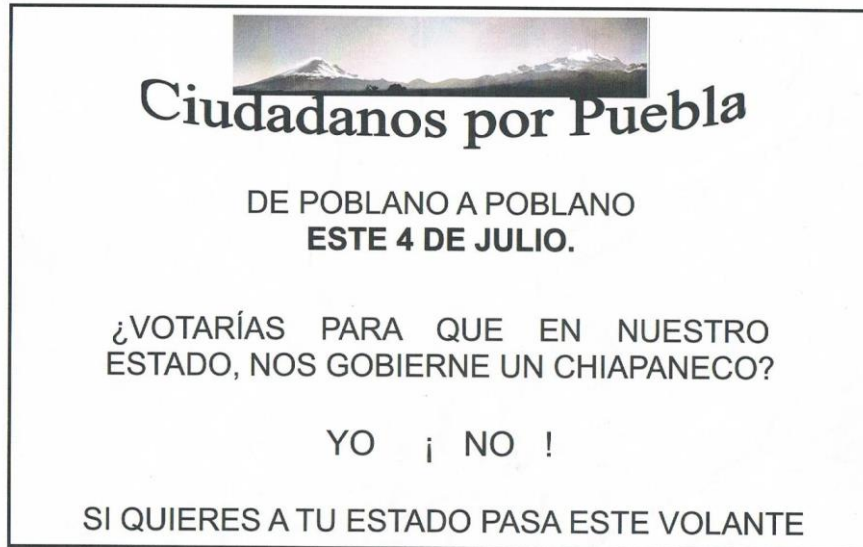 Ciudadanos por Puebla
DE POBLANO A POBLANO
ESTE 4 DE JULIO.
¿VOTARÍAS PARA QUE EN NUESTRO
ESTADO, NOS GOBIERNE UN CHIAPANECO?
YO ¡ NO !
SI QUIERES A TU ESTADO PASA ESTE VOLANTE